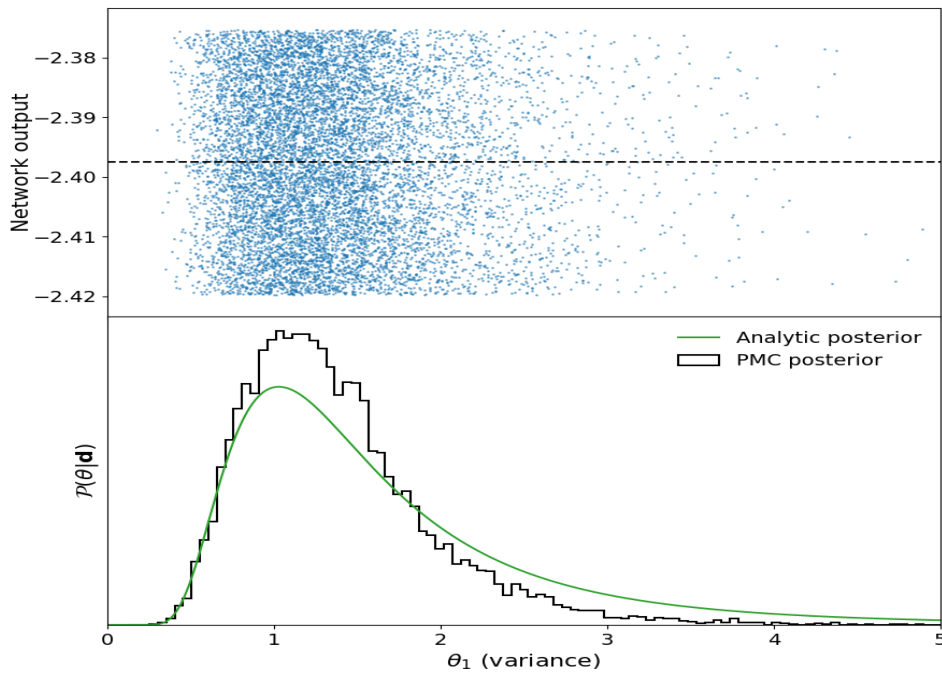 Network output
−2.38
−2.39
−2.40
−2.41
−2.42
Analytic posterior
PMC posterior
𝒫(θ|𝐝)
0 1 2 3 4 5
θ₁ (variance)